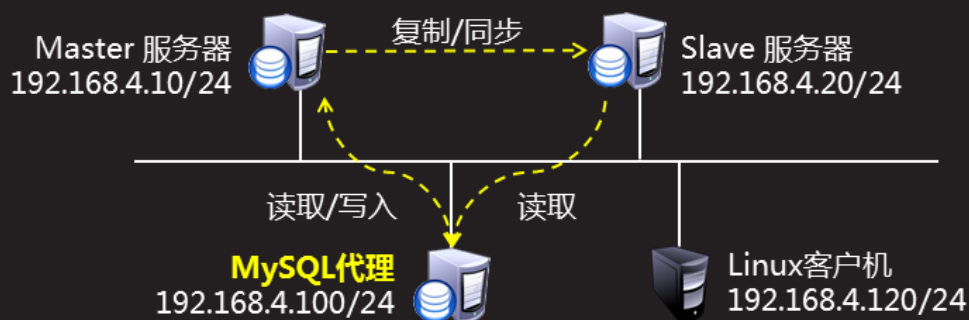 Master 服务器
192.168.4.10/24
复制/同步
Slave 服务器
192.168.4.20/24
读取/写入
读取
MySQL代理
192.168.4.100/24
Linux客户机
192.168.4.120/24